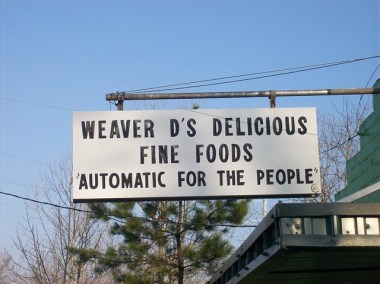 WEAVER D'S DELICIOUS
FINE FOODS
"AUTOMATIC FOR THE PEOPLE"